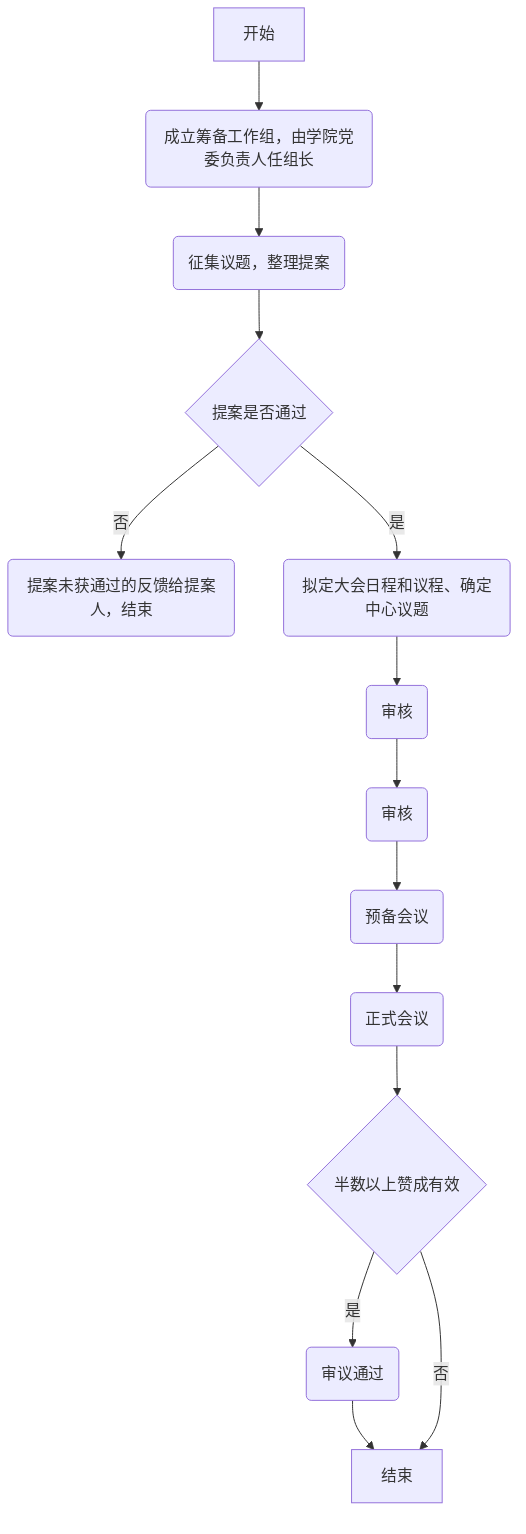 开始
成立筹备工作组，由学院党
委负责人任组长
征集议题，整理提案
提案是否通过
否
是
提案未获通过的反馈给提案
人，结束
拟定大会日程和议程、确定
中心议题
审核
审核
预备会议
正式会议
半数以上赞成有效
是
审议通过
否
结束